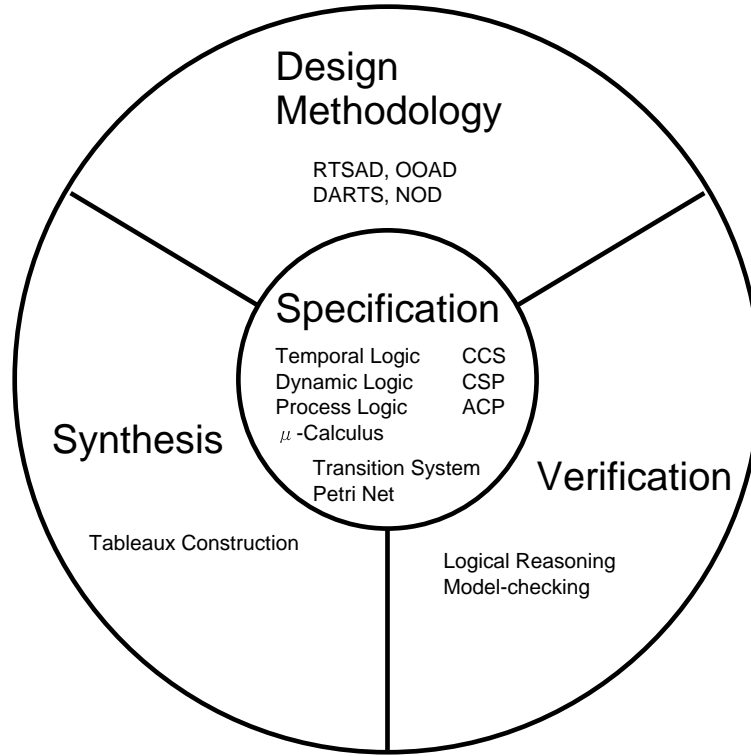 Design
Methodology
RTSAD, OOAD
DARTS, NOD
Specification
Temporal Logic CCS
Dynamic Logic CSP
Process Logic ACP
μ-Calculus
Transition System
Petri Net
Synthesis
Tableaux Construction
Verification
Logical Reasoning
Model-checking